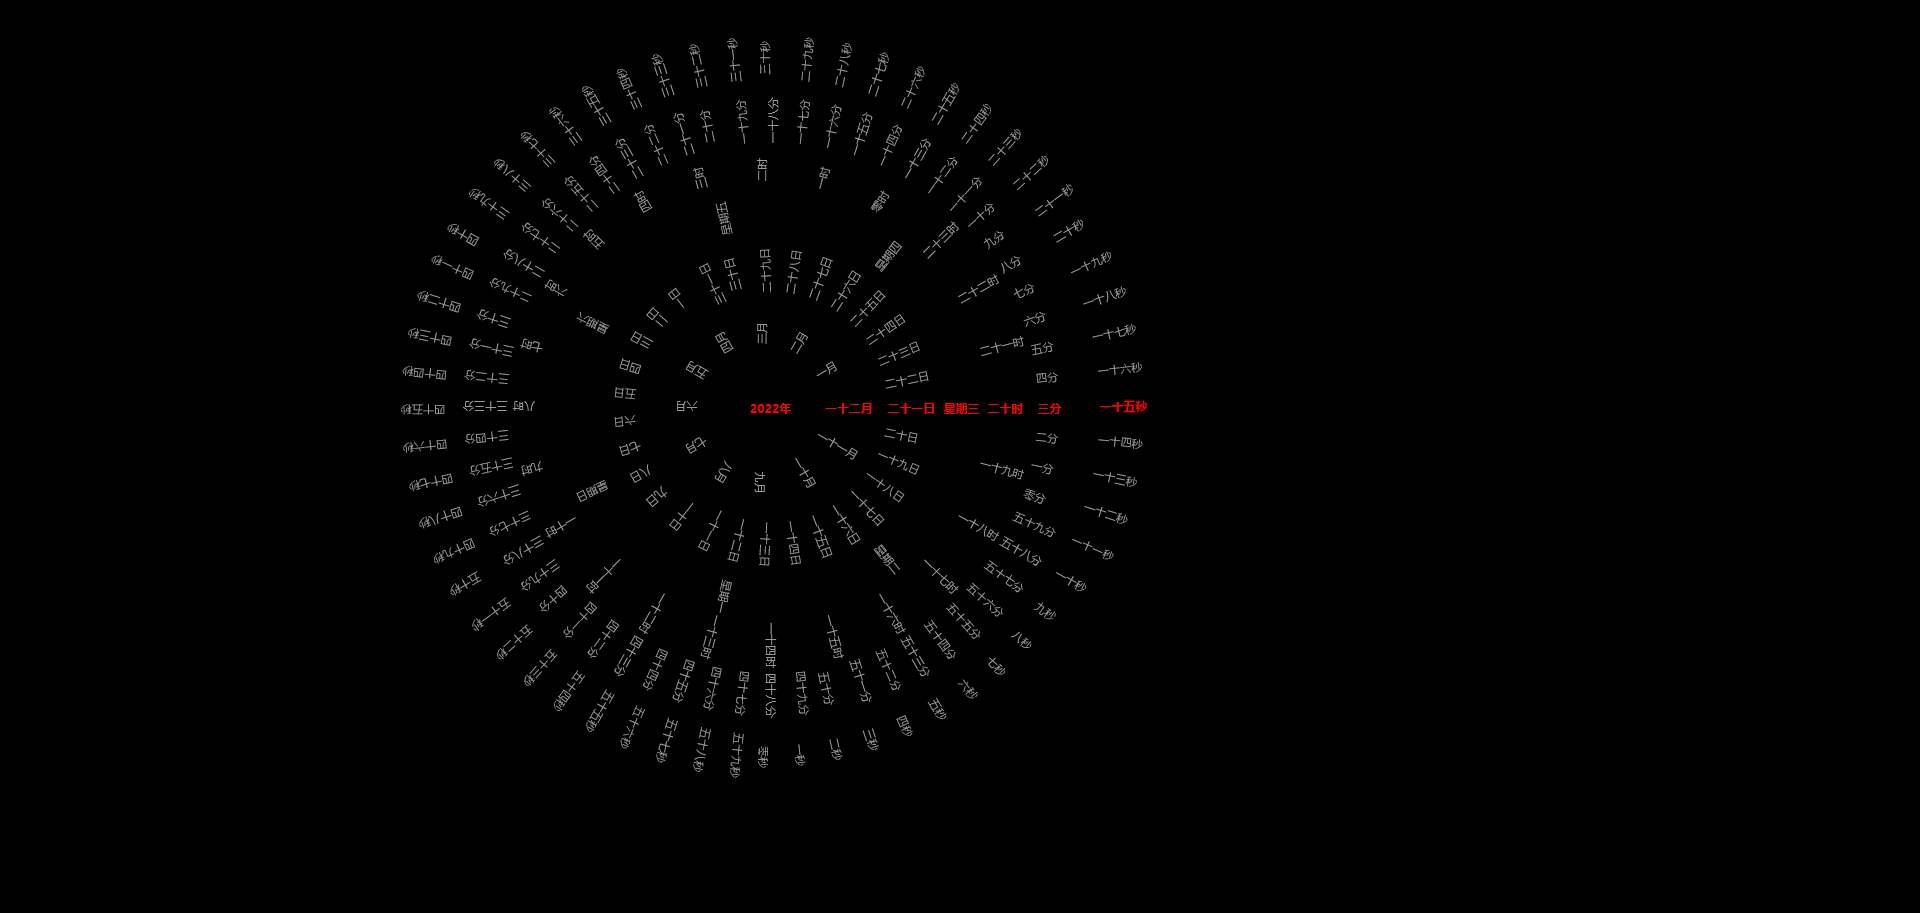 2022年 一十二月 二十一日 星期三 二十时 三分 一十五秒
一月
二月
三月
四月
五月
六月
七月
八月
九月
一十月
一十一月
一日
二日
三日
四日
五日
六日
七日
八日
九日
一十日
一十一日
一十二日
一十三日
一十四日
一十五日
一十六日
一十七日
一十八日
一十九日
二十日
二十二日
二十三日
二十四日
二十五日
二十六日
二十七日
二十八日
二十九日
三十日
三十一日
星期四
星期五
星期六
星期日
星期一
星期二
零时
一时
二时
三时
四时
五时
六时
七时
八时
九时
一十时
一十一时
一十二时
一十三时
一十四时
一十五时
一十六时
一十七时
一十八时
一十九时
二十一时
二十二时
二十三时
零分
一分
二分
四分
五分
六分
七分
八分
九分
一十分
一十一分
一十二分
一十三分
一十四分
一十五分
一十六分
一十七分
一十八分
一十九分
二十分
二十一分
二十二分
二十三分
二十四分
二十五分
二十六分
二十七分
二十八分
二十九分
三十分
三十一分
三十二分
三十三分
三十四分
三十五分
三十六分
三十七分
三十八分
三十九分
四十分
四十一分
四十二分
四十三分
四十四分
四十五分
四十六分
四十七分
四十八分
四十九分
五十分
五十一分
五十二分
五十三分
五十四分
五十五分
五十六分
五十七分
五十八分
五十九分
零秒
一秒
二秒
三秒
四秒
五秒
六秒
七秒
八秒
九秒
一十秒
一十一秒
一十二秒
一十三秒
一十四秒
一十六秒
一十七秒
一十八秒
一十九秒
二十秒
二十一秒
二十二秒
二十三秒
二十四秒
二十五秒
二十六秒
二十七秒
二十八秒
二十九秒
三十秒
三十一秒
三十二秒
三十三秒
三十四秒
三十五秒
三十六秒
三十七秒
三十八秒
三十九秒
四十秒
四十一秒
四十二秒
四十三秒
四十四秒
四十五秒
四十六秒
四十七秒
四十八秒
四十九秒
五十秒
五十一秒
五十二秒
五十三秒
五十四秒
五十五秒
五十六秒
五十七秒
五十八秒
五十九秒